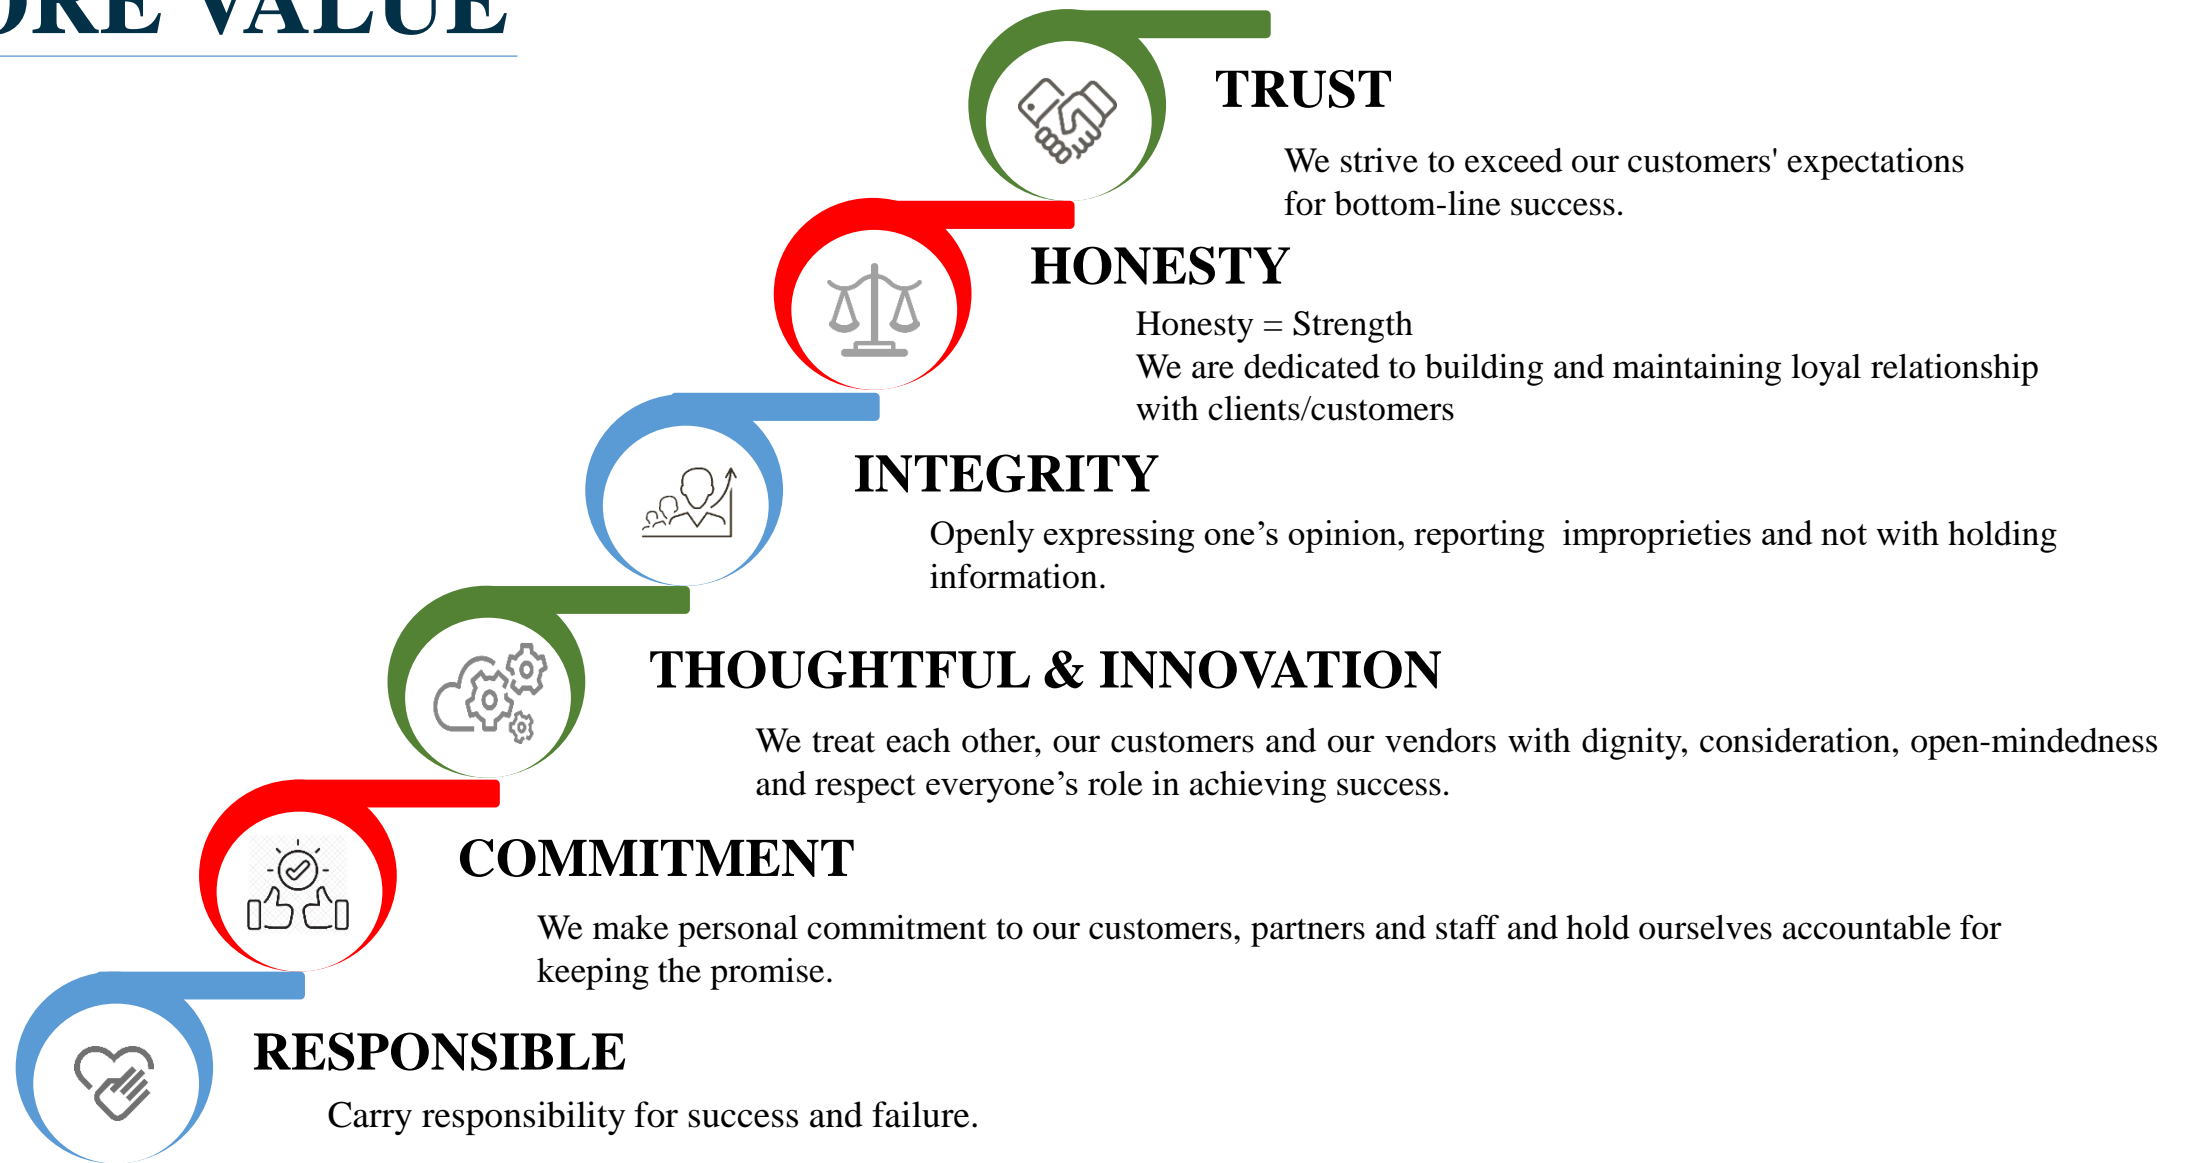 ORE VALUE
TRUST
We strive to exceed our customers' expectations
for bottom-line success.
HONESTY
Honesty = Strength
We are dedicated to building and maintaining loyal relationship
with clients/customers
INTEGRITY
Openly expressing one’s opinion, reporting  improprieties and not with holding
information.
THOUGHTFUL & INNOVATION
We treat each other, our customers and our vendors with dignity, consideration, open-mindedness
and respect everyone’s role in achieving success.
COMMITMENT
We make personal commitment to our customers, partners and staff and hold ourselves accountable for
keeping the promise.
RESPONSIBLE
Carry responsibility for success and failure.